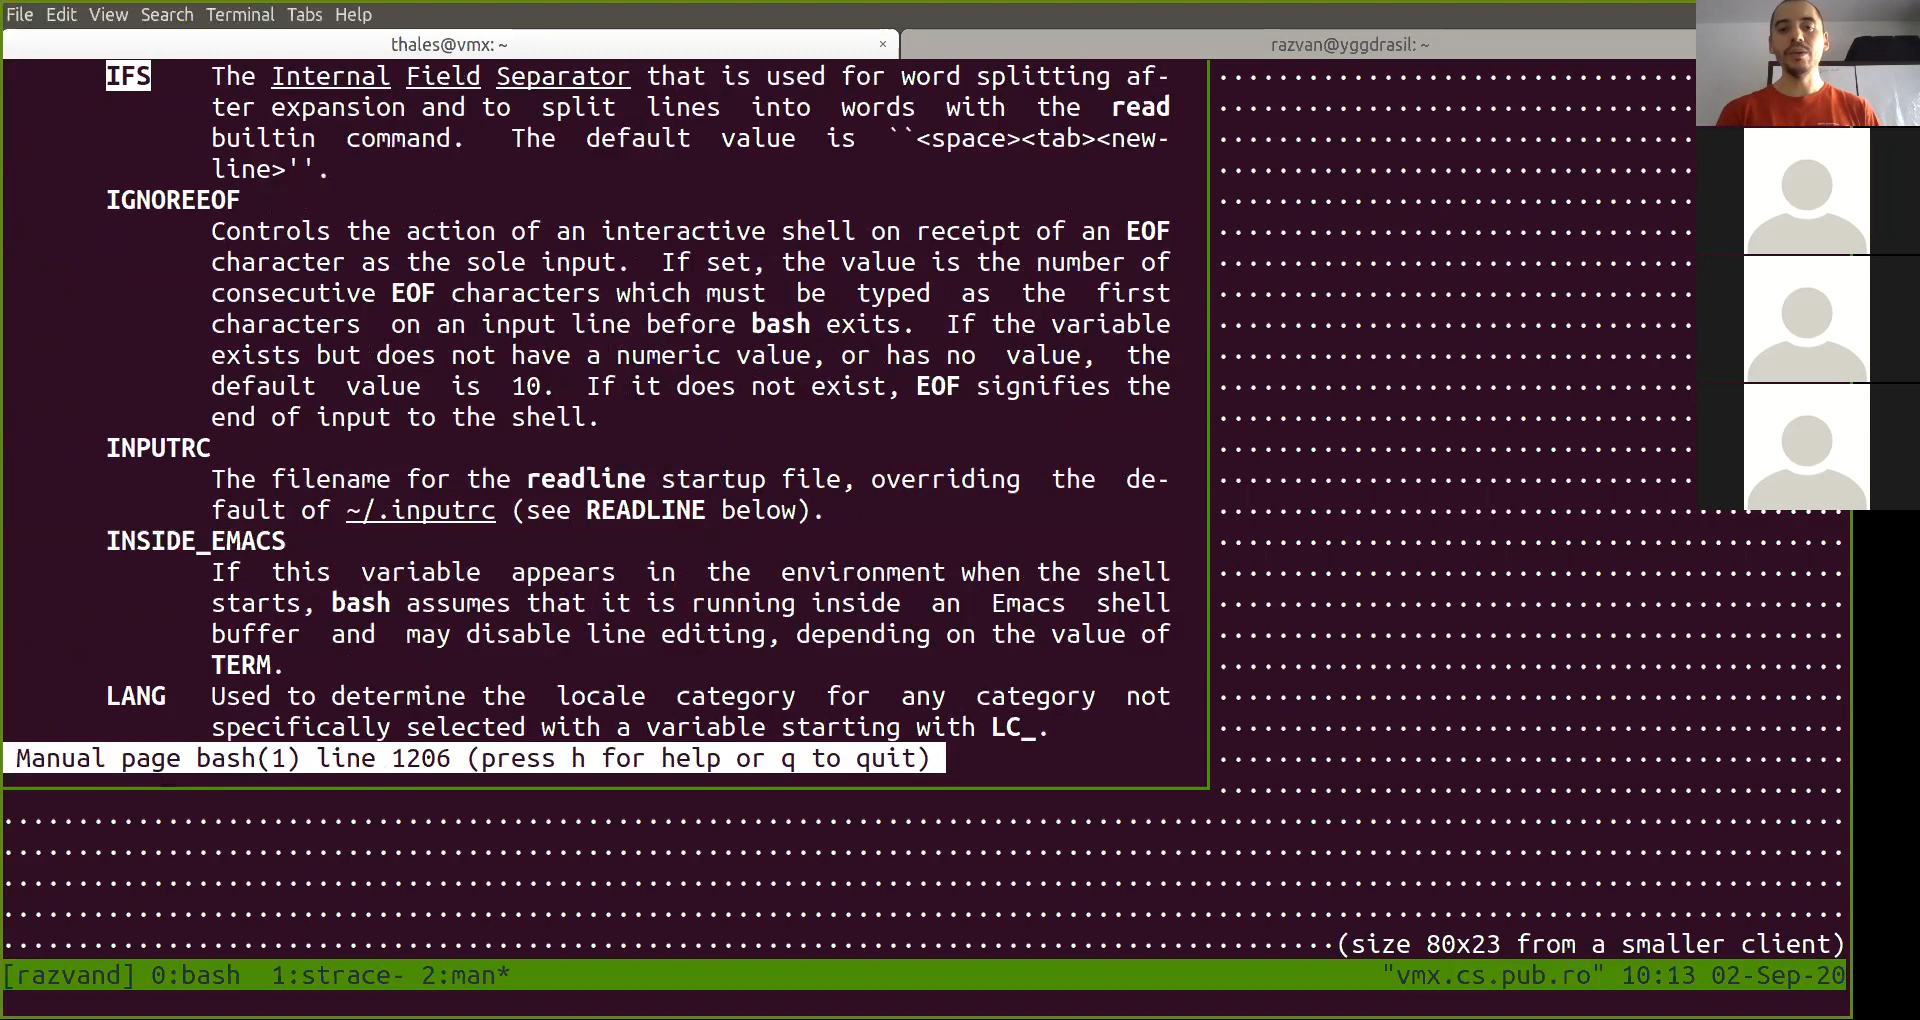 File Edit View Search Terminal Tabs Help
thales@vmx: ~ × razvan@yggdrasil: ~
IFS The Internal Field Separator that is used for word splitting af-
ter expansion and to split lines into words with the read
builtin command. The default value is ``<space><tab><new-
line>''.
IGNOREEOF
Controls the action of an interactive shell on receipt of an EOF
character as the sole input. If set, the value is the number of
consecutive EOF characters which must be typed as the first
characters on an input line before bash exits. If the variable
exists but does not have a numeric value, or has no value, the
default value is 10. If it does not exist, EOF signifies the
end of input to the shell.
INPUTRC
The filename for the readline startup file, overriding the de-
fault of ~/.inputrc (see READLINE below).
INSIDE_EMACS
If this variable appears in the environment when the shell
starts, bash assumes that it is running inside an Emacs shell
buffer and may disable line editing, depending on the value of
TERM.
LANG Used to determine the locale category for any category not
specifically selected with a variable starting with LC_.
Manual page bash(1) line 1206 (press h for help or q to quit)
(size 80x23 from a smaller client)
[razvand] 0:bash 1:strace- 2:man* "vmx.cs.pub.ro" 10:13 02-Sep-20